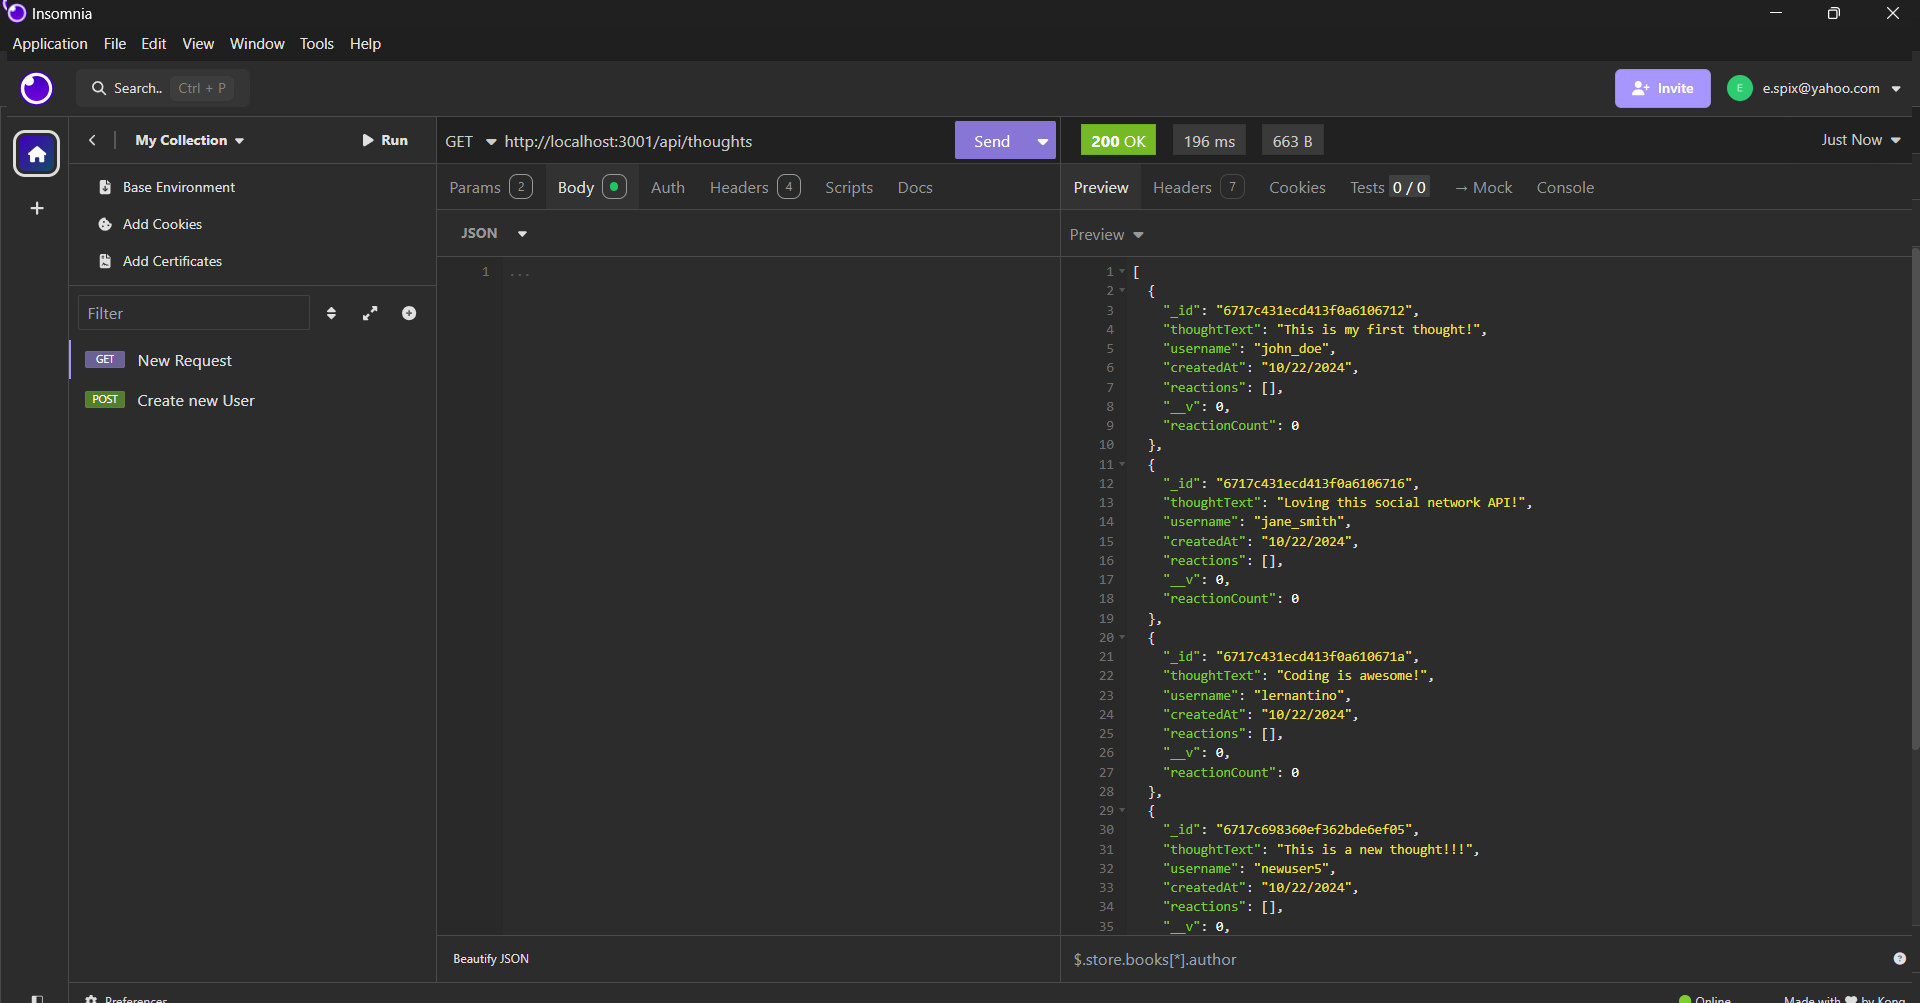 Insomnia
Application File Edit View Window Tools Help
Search.. Ctrl + P
Invite
E e.spix@yahoo.com
My Collection
Run
GET http://localhost:3001/api/thoughts
Send
200 OK 196 ms 663 B
Just Now
Base Environment
Add Cookies
Add Certificates
Filter
GET New Request
POST Create new User
Params 2 Body Auth Headers 4 Scripts Docs
JSON
1 ...
Beautify JSON
Preview Headers 7 Cookies Tests 0 / 0 → Mock Console
Preview
1 [
2 {
3 "_id": "6717c431ecd413f0a6106712",
4 "thoughtText": "This is my first thought!",
5 "username": "john_doe",
6 "createdAt": "10/22/2024",
7 "reactions": [],
8 "__v": 0,
9 "reactionCount": 0
10 },
11 {
12 "_id": "6717c431ecd413f0a6106716",
13 "thoughtText": "Loving this social network API!",
14 "username": "jane_smith",
15 "createdAt": "10/22/2024",
16 "reactions": [],
17 "__v": 0,
18 "reactionCount": 0
19 },
20 {
21 "_id": "6717c431ecd413f0a610671a",
22 "thoughtText": "Coding is awesome!",
23 "username": "lernantino",
24 "createdAt": "10/22/2024",
25 "reactions": [],
26 "__v": 0,
27 "reactionCount": 0
28 },
29 {
30 "_id": "6717c698360ef362bde6ef05",
31 "thoughtText": "This is a new thought!!!",
32 "username": "newuser5",
33 "createdAt": "10/22/2024",
34 "reactions": [],
35 "__v": 0,
$.store.books[*].author
Preferences
Online
Made with by Kong